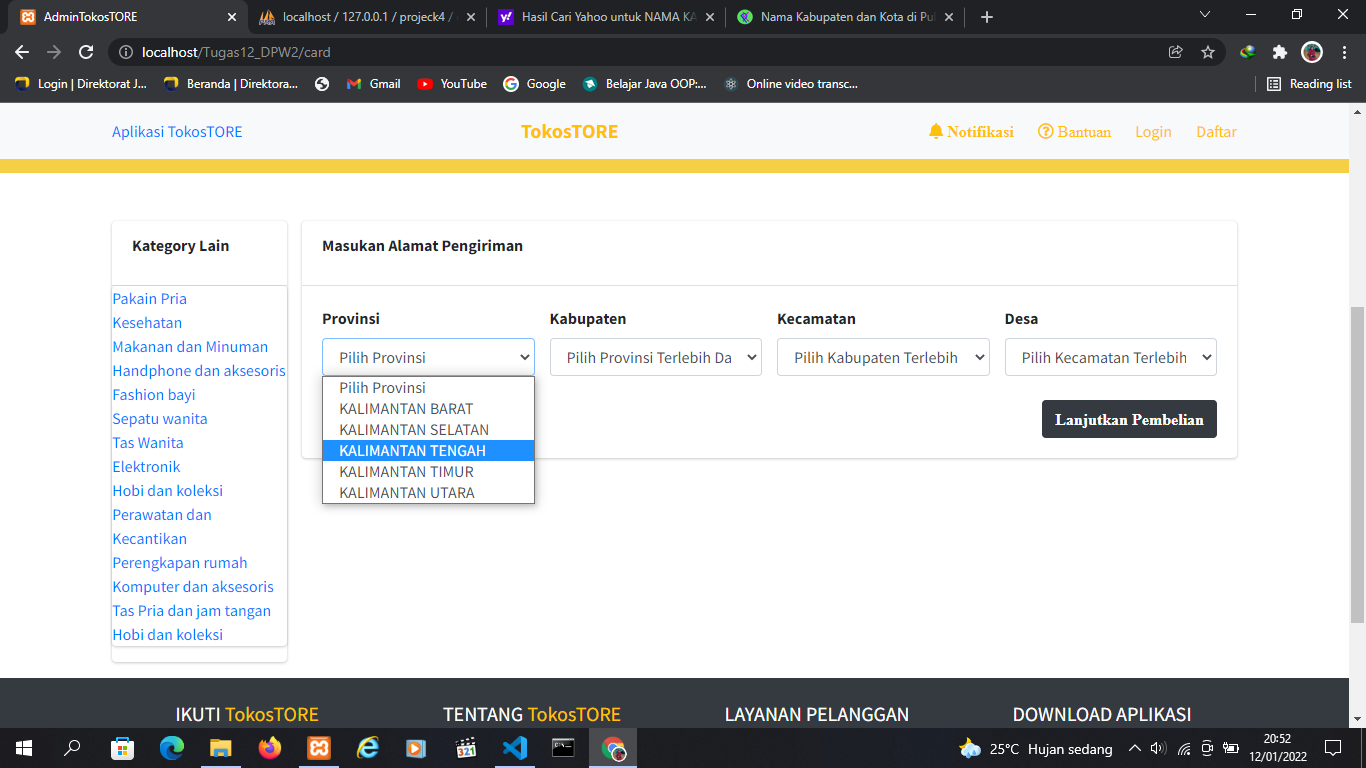 AdminTokoSTORE
localhost / 127.0.0.1 / projeck4 /
Hasil Cari Yahoo untuk NAMA KA
Nama Kabupaten dan Kota di Pul
localhost/Tugas12_DPW2/card
Login | Direktorat J...
Beranda | Direktora...
Gmail
YouTube
Google
Belajar Java OOP:...
Online video transc...
Reading list
Aplikasi TokosTORE
TokosTORE
Notifikasi
Bantuan
Login
Daftar
Kategory Lain
Pakain Pria
Kesehatan
Makanan dan Minuman
Handphone dan aksesoris
Fashion bayi
Sepatu wanita
Tas Wanita
Elektronik
Hobi dan koleksi
Perawatan dan
Kecantikan
Perengkapan rumah
Komputer dan aksesoris
Tas Pria dan jam tangan
Hobi dan koleksi
Masukan Alamat Pengiriman
Provinsi
Kabupaten
Kecamatan
Desa
Pilih Provinsi
Pilih Provinsi Terlebih Da
Pilih Kabupaten Terlebih
Pilih Kecamatan Terlebih
Pilih Provinsi
KALIMANTAN BARAT
KALIMANTAN SELATAN
KALIMANTAN TENGAH
KALIMANTAN TIMUR
KALIMANTAN UTARA
Lanjutkan Pembelian
IKUTI TokosTORE
TENTANG TokosTORE
LAYANAN PELANGGAN
DOWNLOAD APLIKASI
321
25°C Hujan sedang
20:52
12/01/2022